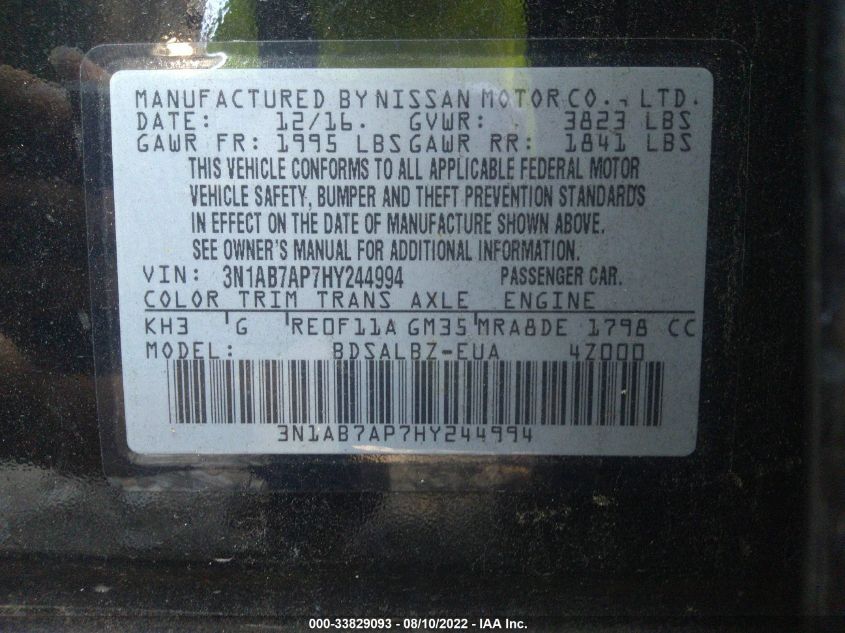 MANUFACTURED BY NISSAN MOTOR CO., LTD.
DATE: 12/16. GVWR: 3823 LBS
GAWR FR: 1995 LBS GAWR RR: 1841 LBS
THIS VEHICLE CONFORMS TO ALL APPLICABLE FEDERAL MOTOR
VEHICLE SAFETY, BUMPER AND THEFT PREVENTION STANDARDS
IN EFFECT ON THE DATE OF MANUFACTURE SHOWN ABOVE.
SEE OWNER'S MANUAL FOR ADDITIONAL INFORMATION.
VIN: 3N1AB7AP7HY244994 PASSENGER CAR.
COLOR TRIM TRANS AXLE ENGINE
KH3 G RE0F11A GM35 MRA8DE 1798 CC
MODEL: BDSALBZ-EUA 4Z000
3N1AB7AP7HY244994
000-33829093 - 08/10/2022 - IAA Inc.